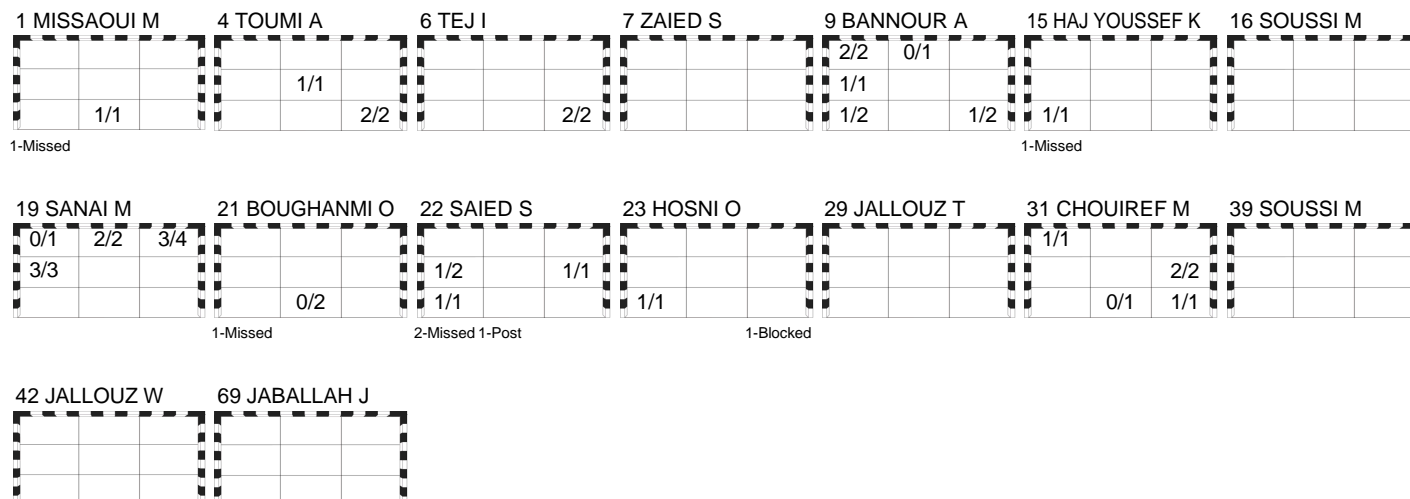 1 MISSAOUI M 4 TOUMI A 6 TEJ I 7 ZAIED S 9 BANNOUR A 15 HAJ YOUSSEF K 16 SOUSSI M
2/2 0/1
1/1 1/1
1/1 2/2 2/2 1/2 1/2 1/1
1-Missed 1-Missed
19 SANAI M 21 BOUGHANMI O 22 SAIED S 23 HOSNI O 29 JALLOUZ T 31 CHOUIREF M 39 SOUSSI M
0/1 2/2 3/4 1/1
3/3 1/2 1/1 2/2
0/2 1/1 1/1 0/1 1/1
1-Missed 2-Missed 1-Post 1-Blocked
42 JALLOUZ W 69 JABALLAH J